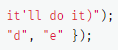 it'll do it)");
"d", "e" });